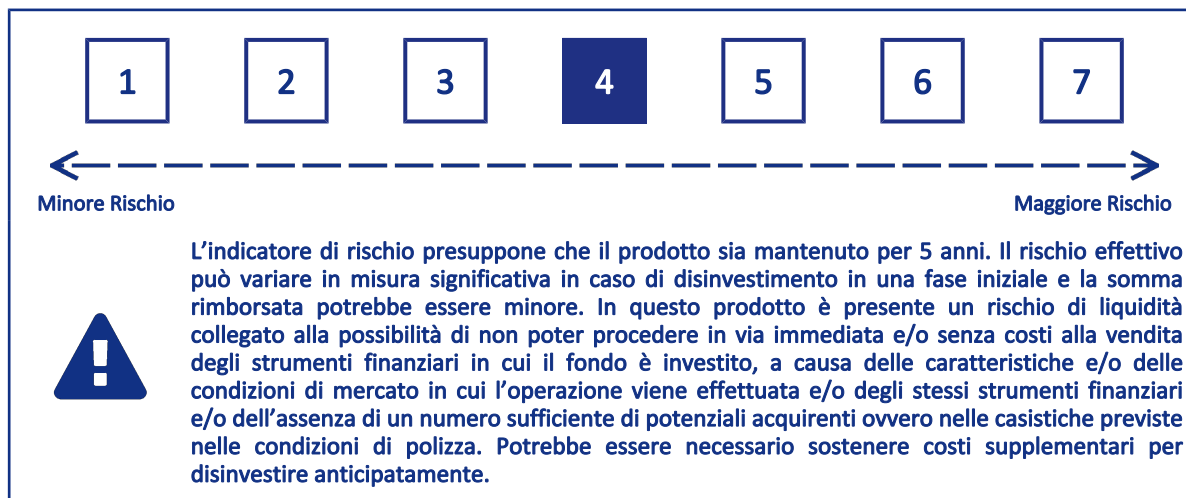 1 2 3 4 5 6 7
Minore Rischio Maggiore Rischio
L'indicatore di rischio presuppone che il prodotto sia mantenuto per 5 anni. Il rischio effettivo
può variare in misura significativa in caso di disinvestimento in una fase iniziale e la somma
rimborsata potrebbe essere minore. In questo prodotto è presente un rischio di liquidità
collegato alla possibilità di non poter procedere in via immediata e/o senza costi alla vendita
degli strumenti finanziari in cui il fondo è investito, a causa delle caratteristiche e/o delle
condizioni di mercato in cui l'operazione viene effettuata e/o degli stessi strumenti finanziari
e/o dell'assenza di un numero sufficiente di potenziali acquirenti ovvero nelle casistiche previste
nelle condizioni di polizza. Potrebbe essere necessario sostenere costi supplementari per
disinvestire anticipatamente.